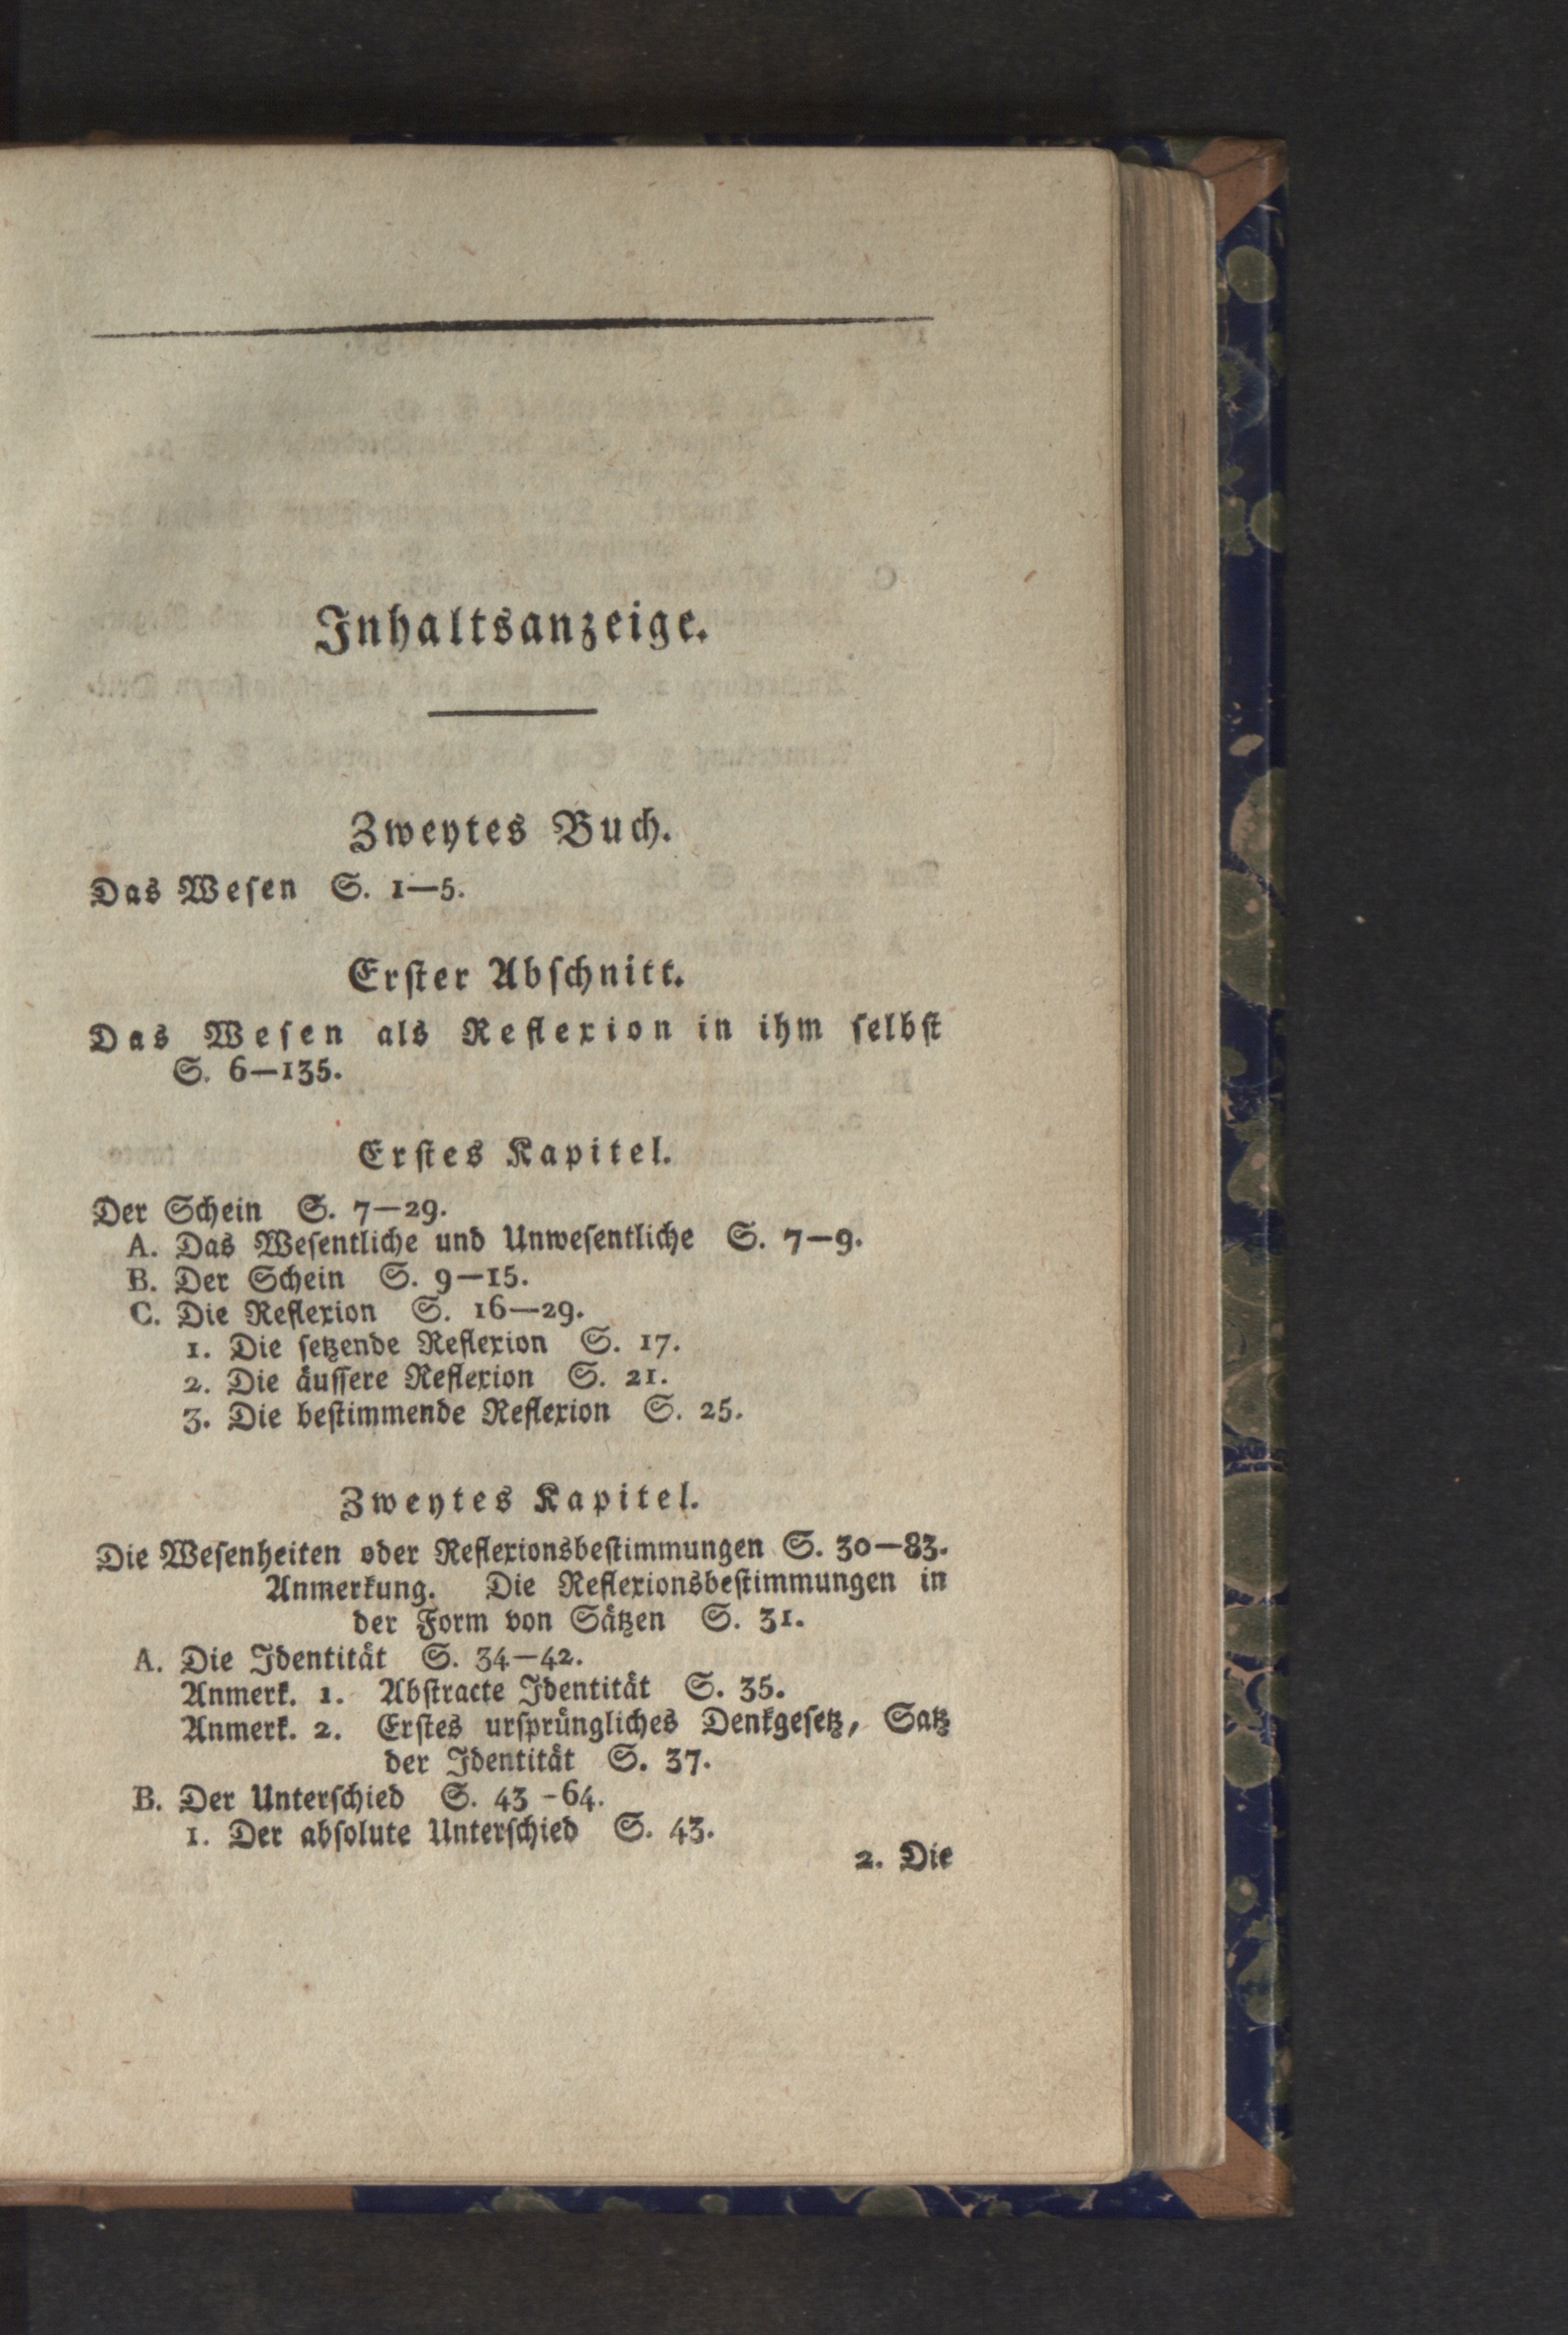 Inhaltsanzeige.
Zweytes Buch.
Das Weſen S. 1—5.
Erſter Abſchnitt.
Das Weſen als Reflexion in ihm ſelbſt
S. 6—135.
Erſtes Kapitel.
Der Schein S. 7—29.
A. Das Weſentliche und Unweſentliche S. 7—9.
B. Der Schein S. 9—15.
C. Die Reflexion S. 16—29.
1. Die ſetzende Reflexion S. 17.
2. Die äuſſere Reflexion S. 21.
3. Die beſtimmende Reflexion S. 25.
Zweytes Kapitel.
Die Weſenheiten oder Reflexionsbeſtimmungen S. 30—83.
Anmerkung. Die Reflexionsbeſtimmungen in
der Form von Sätzen S. 31.
A. Die Identität S. 34—42.
Anmerk. 1. Abſtracte Identität S. 35.
Anmerk. 2. Erſtes urſprüngliches Denkgeſetz, Satz
der Identität S. 37.
B. Der Unterſchied S. 43-64.
1. Der abſolute Unterſchied S. 43.
2. Die